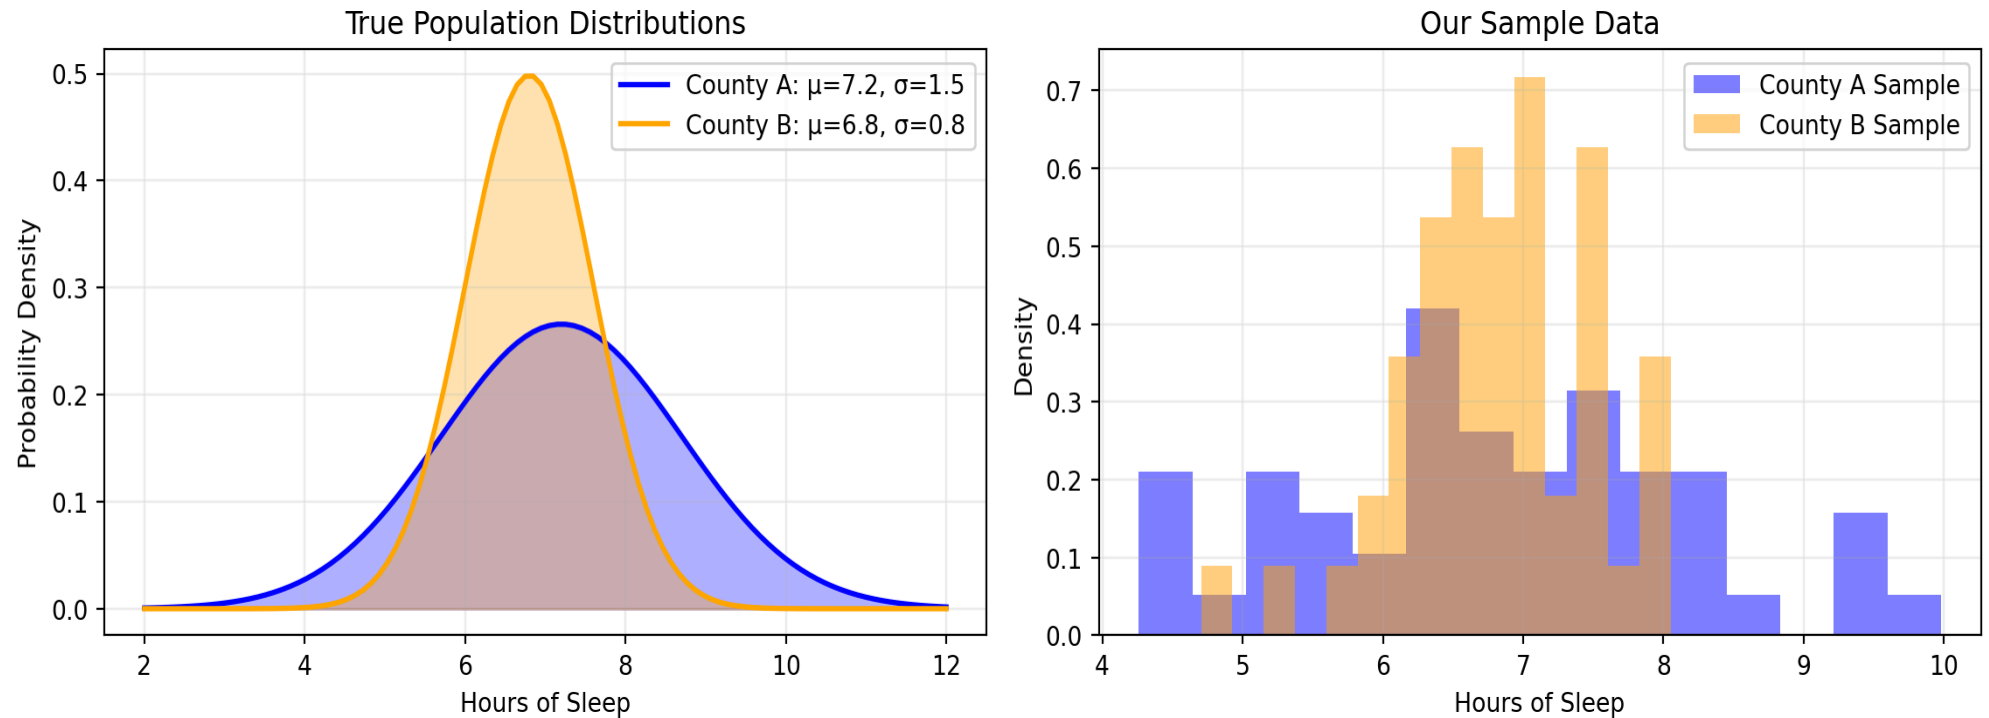 True Population Distributions
County A: μ=7.2, σ=1.5
County B: μ=6.8, σ=0.8
Probability Density
0.5
0.4
0.3
0.2
0.1
0.0
2 4 6 8 10 12
Hours of Sleep
Our Sample Data
County A Sample
County B Sample
Density
0.7
0.6
0.5
0.4
0.3
0.2
0.1
0.0
4 5 6 7 8 9 10
Hours of Sleep